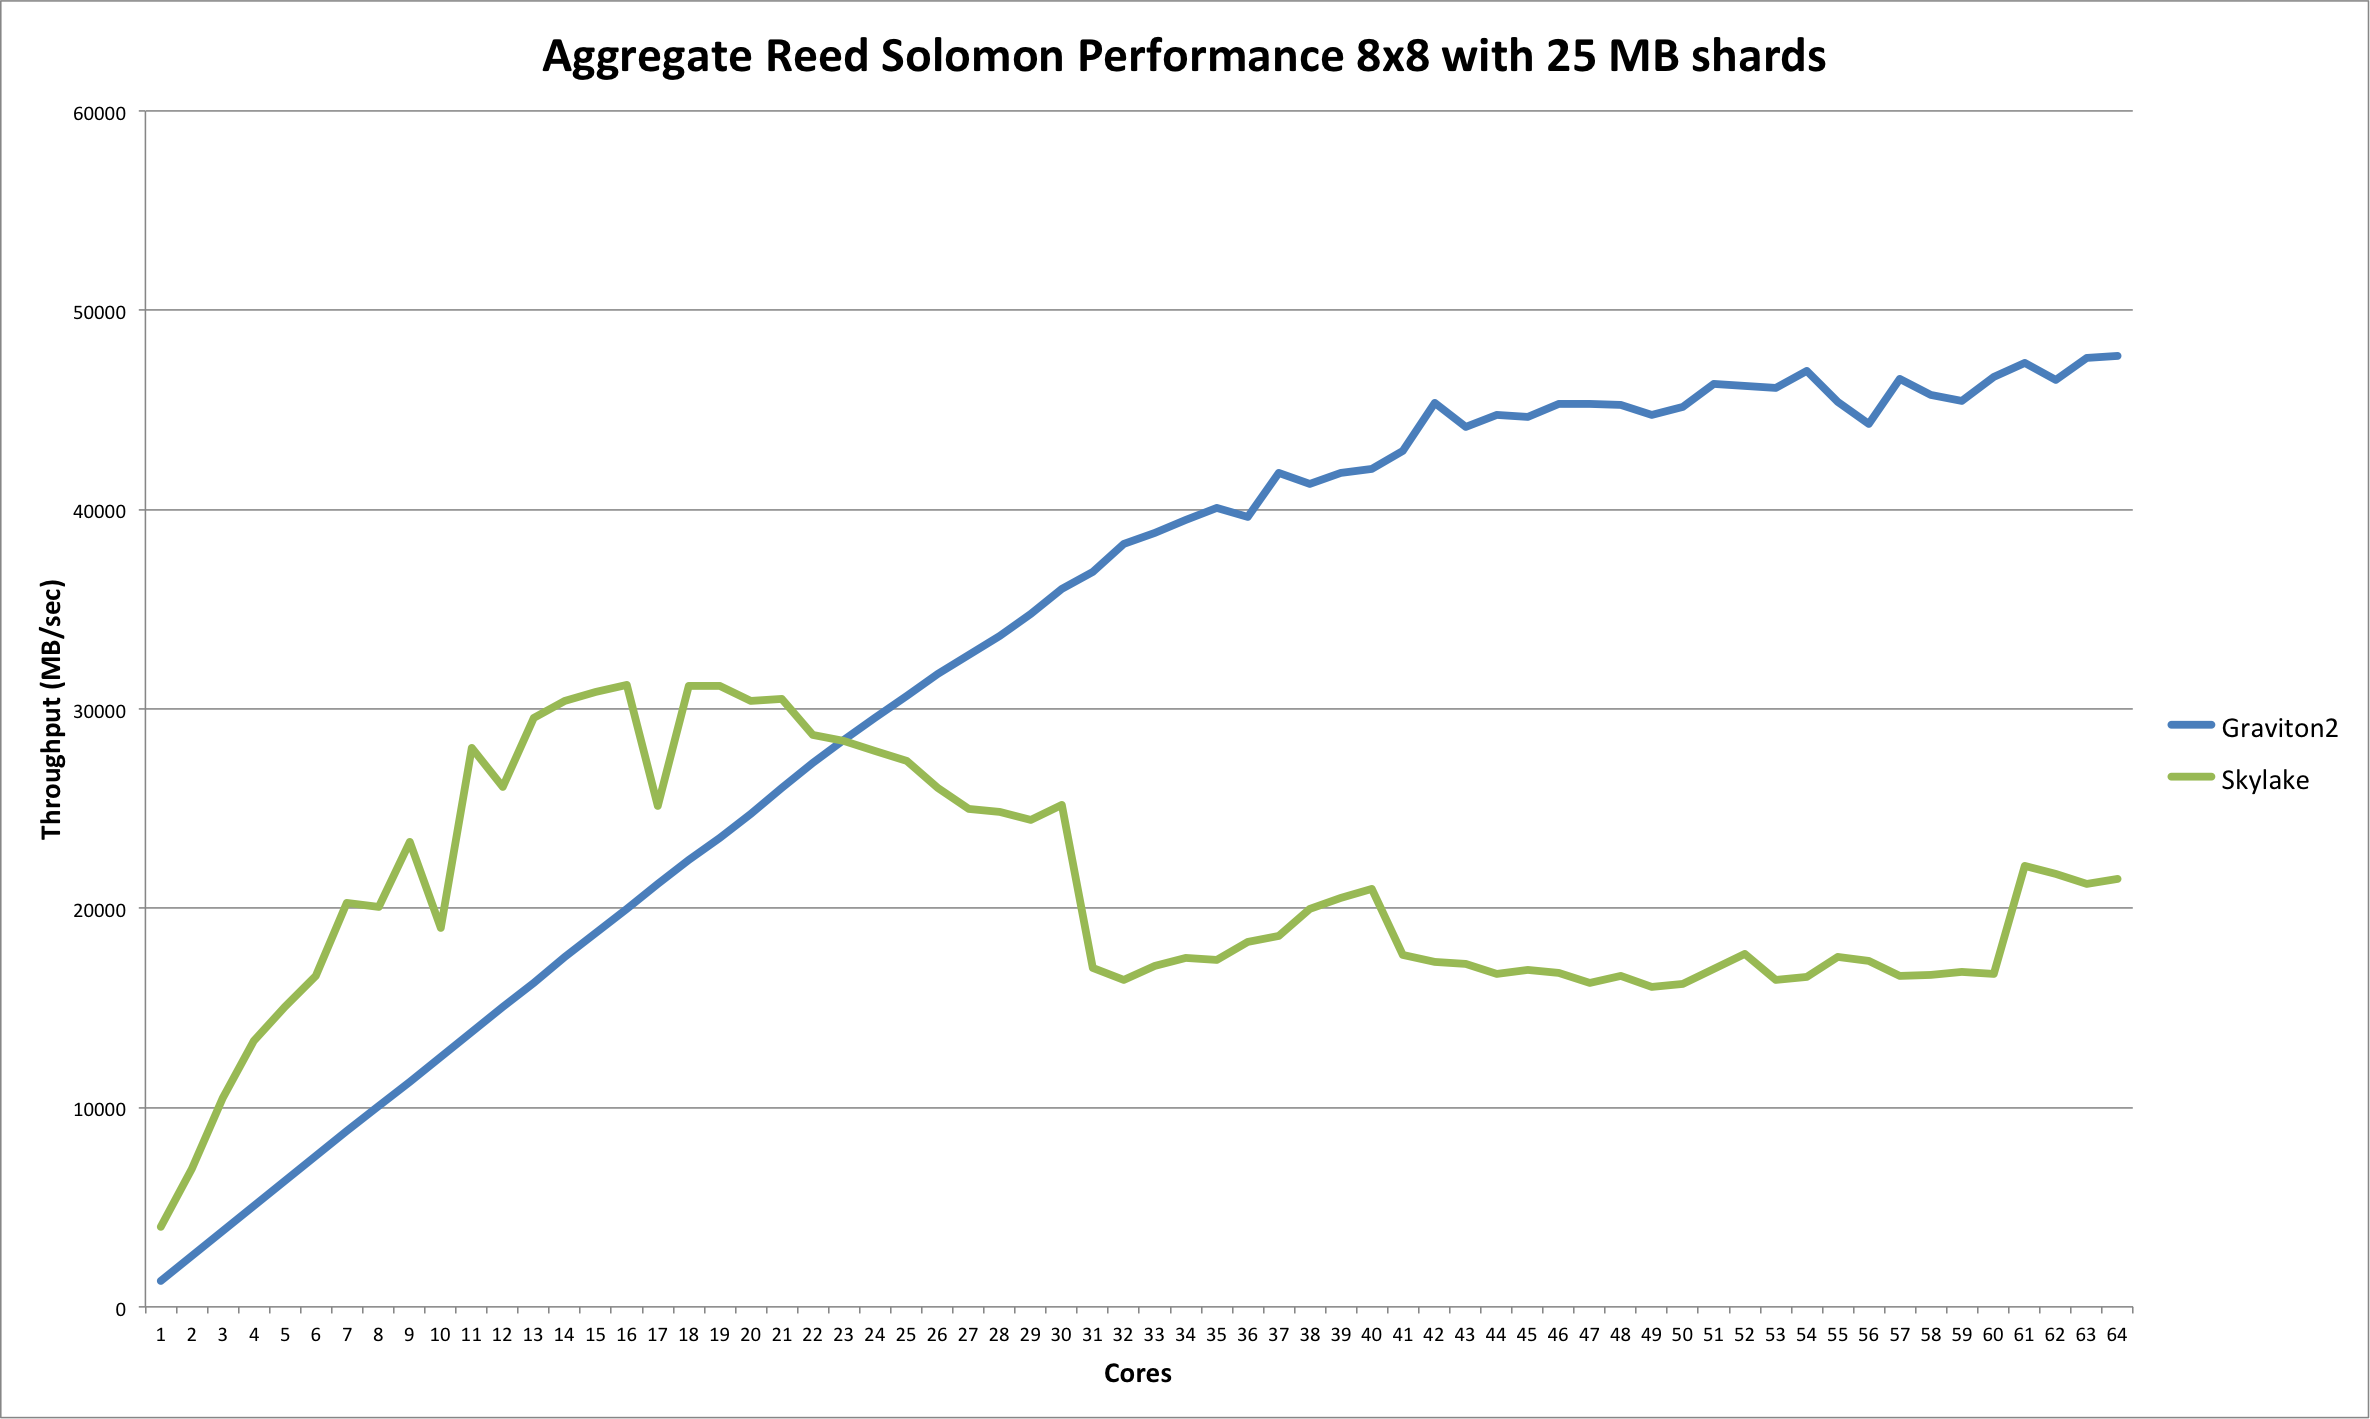 Aggregate Reed Solomon Performance 8x8 with 25 MB shards
60000
50000
40000
30000
20000
10000
0
Throughput (MB/sec)
Graviton2
Skylake
1 2 3 4 5 6 7 8 9 10 11 12 13 14 15 16 17 18 19 20 21 22 23 24 25 26 27 28 29 30 31 32 33 34 35 36 37 38 39 40 41 42 43 44 45 46 47 48 49 50 51 52 53 54 55 56 57 58 59 60 61 62 63 64
Cores